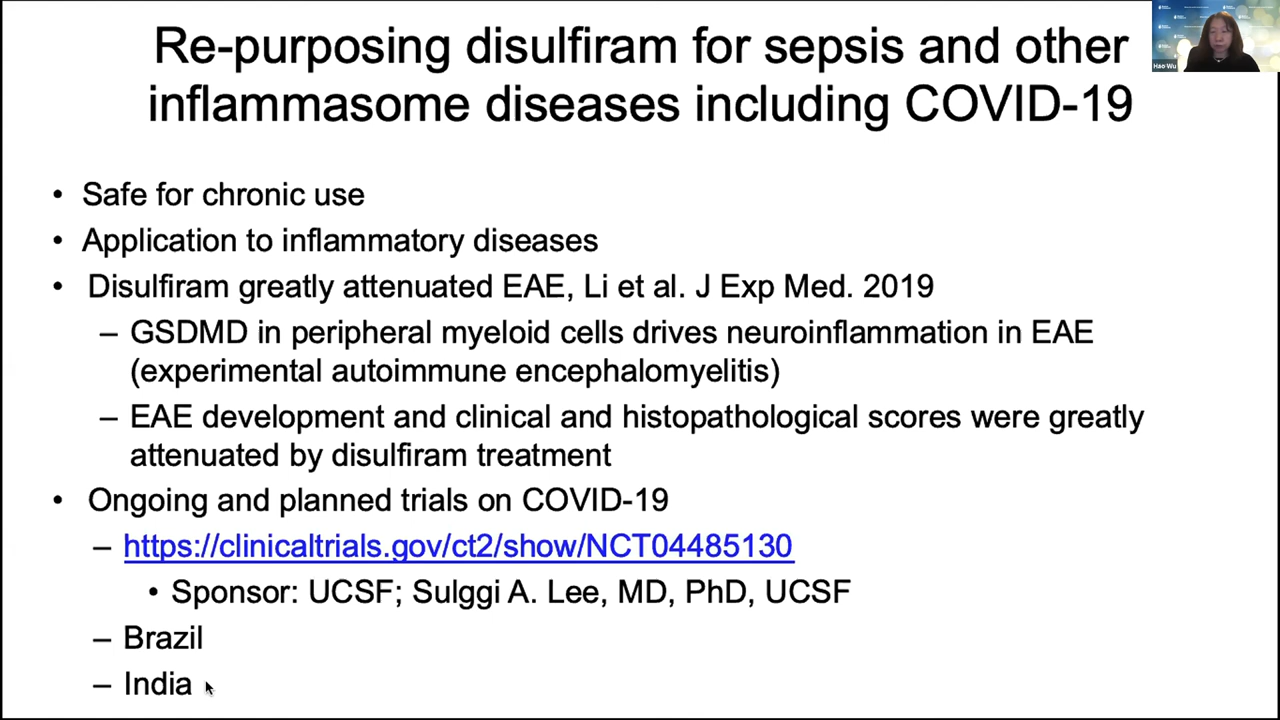 Re-purposing disulfiram for sepsis and other
inflammasome diseases including COVID-19
Hao Wu
• Safe for chronic use
• Application to inflammatory diseases
• Disulfiram greatly attenuated EAE, Li et al. J Exp Med. 2019
– GSDMD in peripheral myeloid cells drives neuroinflammation in EAE
(experimental autoimmune encephalomyelitis)
– EAE development and clinical and histopathological scores were greatly
attenuated by disulfiram treatment
• Ongoing and planned trials on COVID-19
– https://clinicaltrials.gov/ct2/show/NCT04485130
• Sponsor: UCSF; Sulggi A. Lee, MD, PhD, UCSF
– Brazil
– India